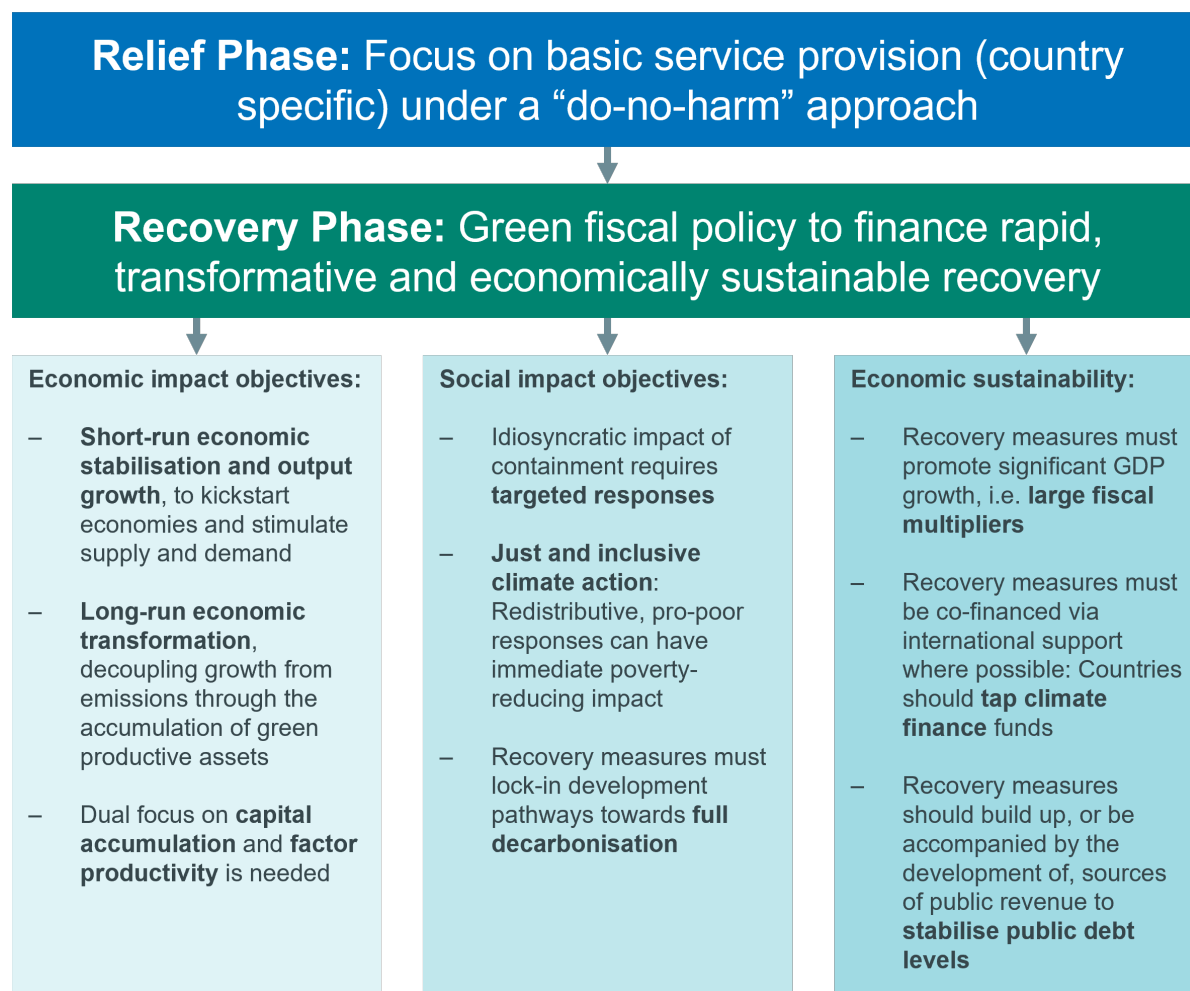 Relief Phase: Focus on basic service provision (country
specific) under a “do-no-harm” approach
Recovery Phase: Green fiscal policy to finance rapid,
transformative and economically sustainable recovery
Economic impact objectives:
– Short-run economic
stabilisation and output
growth, to kickstart
economies and stimulate
supply and demand
– Long-run economic
transformation,
decoupling growth from
emissions through the
accumulation of green
productive assets
– Dual focus on capital
accumulation and factor
productivity is needed
Social impact objectives:
– Idiosyncratic impact of
containment requires
targeted responses
– Just and inclusive
climate action:
Redistributive, pro-poor
responses can have
immediate poverty-
reducing impact
– Recovery measures must
lock-in development
pathways towards full
decarbonisation
Economic sustainability:
– Recovery measures must
promote significant GDP
growth, i.e. large fiscal
multipliers
– Recovery measures must
be co-financed via
international support
where possible: Countries
should tap climate
finance funds
– Recovery measures
should build up, or be
accompanied by the
development of, sources
of public revenue to
stabilise public debt
levels